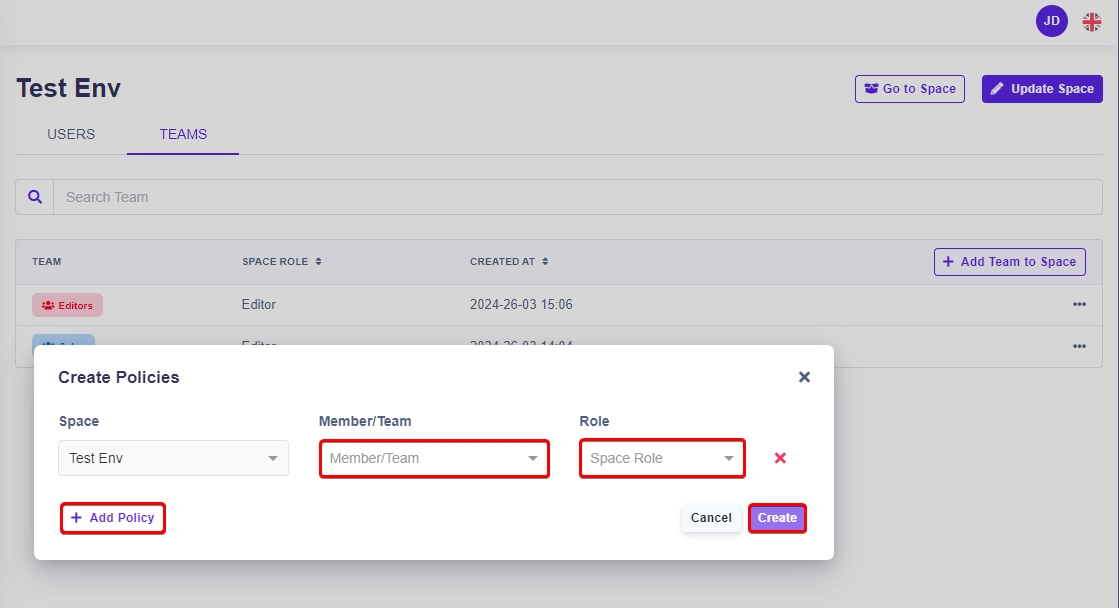 JD
Test Env
Go to Space
Update Space
USERS
TEAMS
Search Team
TEAM SPACE ROLE CREATED AT Add Team to Space
Editors Editor 2024-26-03 15:06
Editor 2024-26-03 14:04
Create Policies
Space Member/Team Role
Test Env Member/Team Space Role
Add Policy Cancel Create